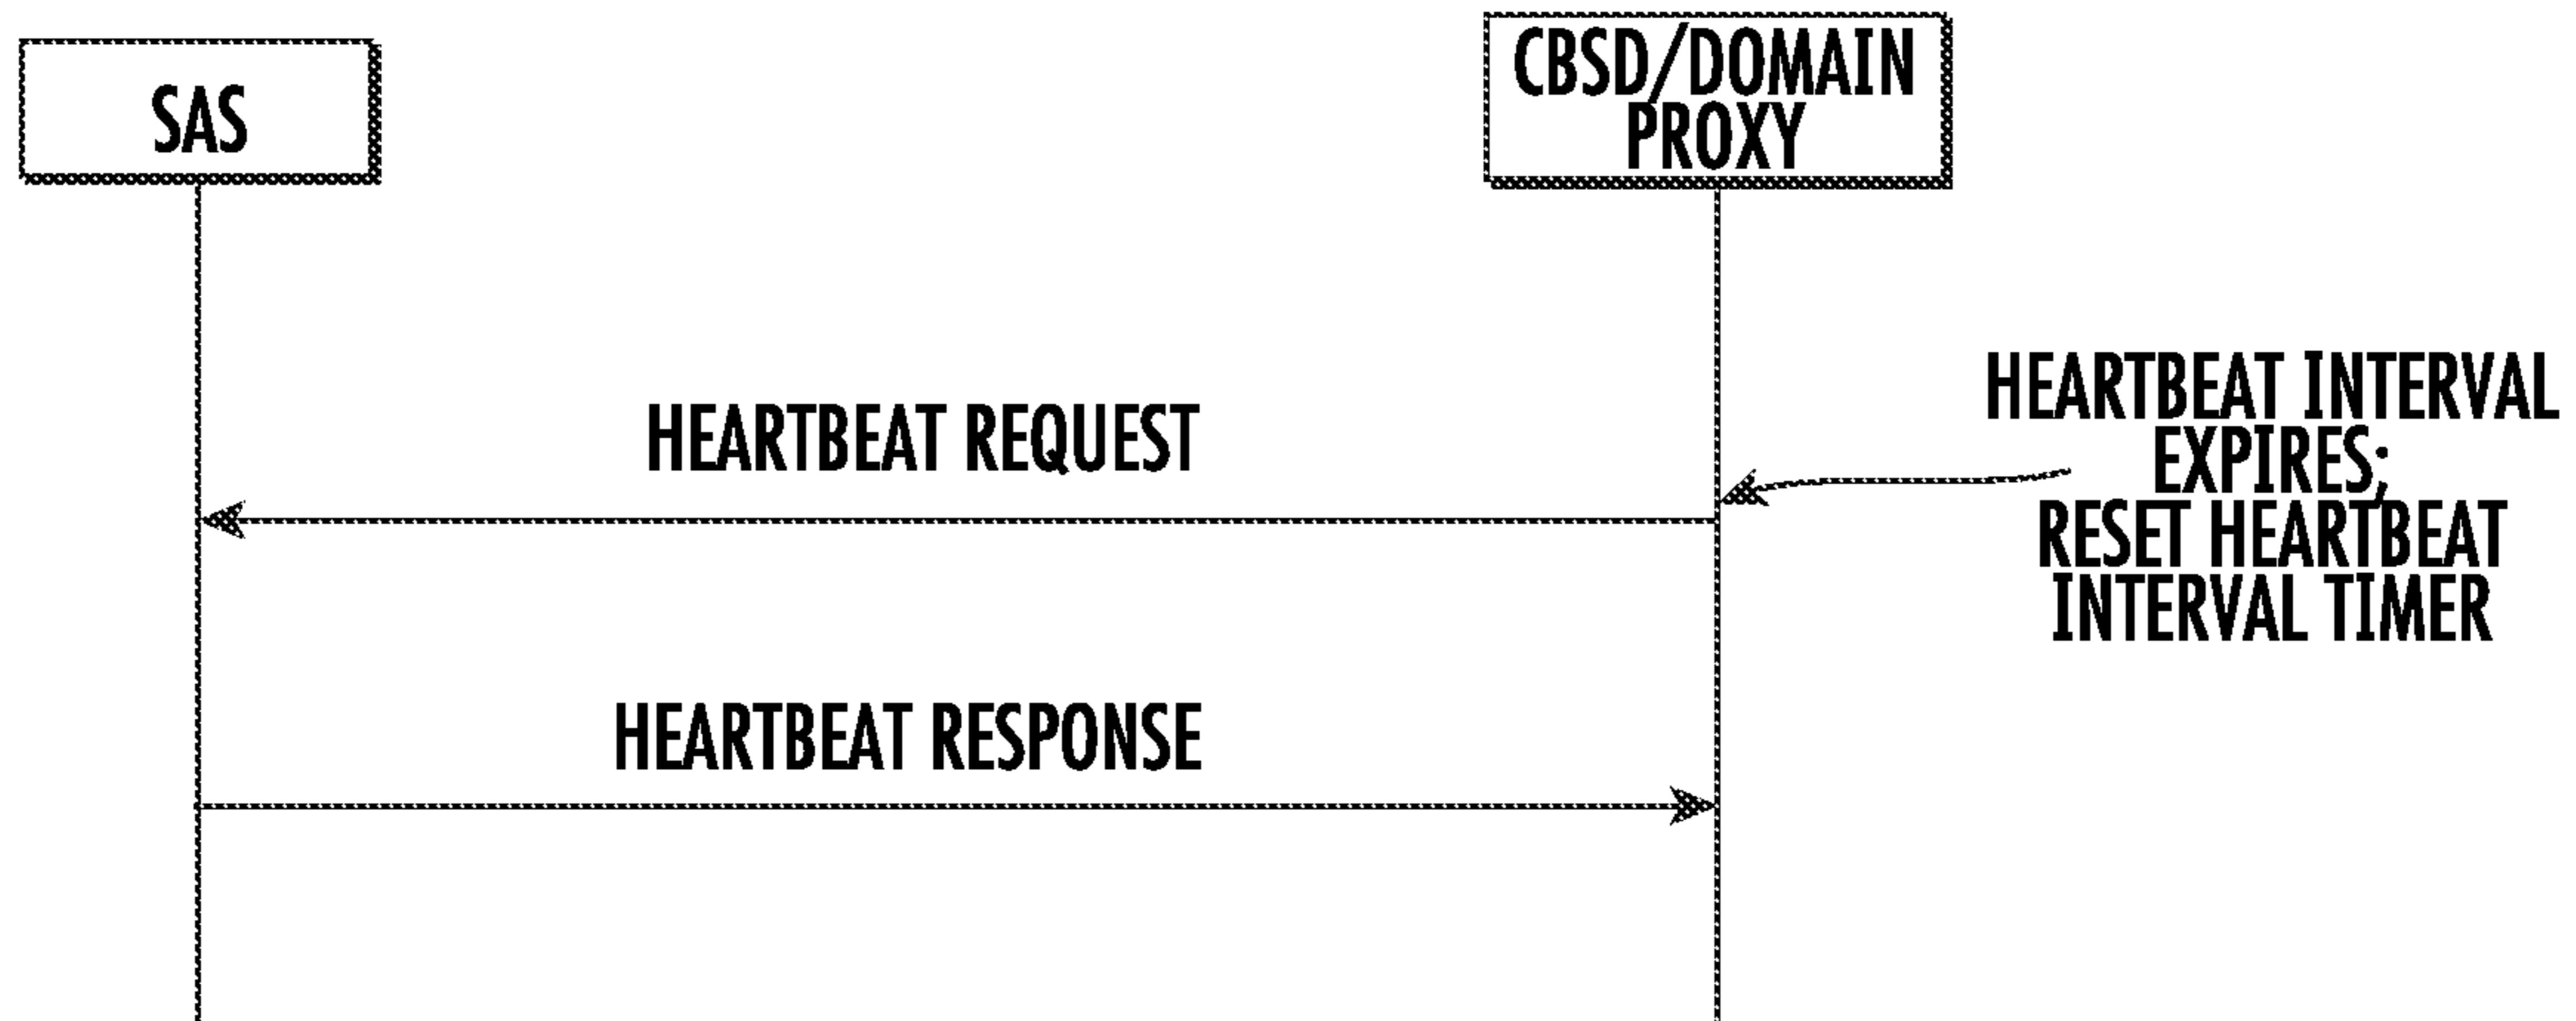 SAS
CBSD/DOMAIN
PROXY
HEARTBEAT INTERVAL
EXPIRES;
RESET HEARTBEAT
INTERVAL TIMER
HEARTBEAT REQUEST
HEARTBEAT RESPONSE